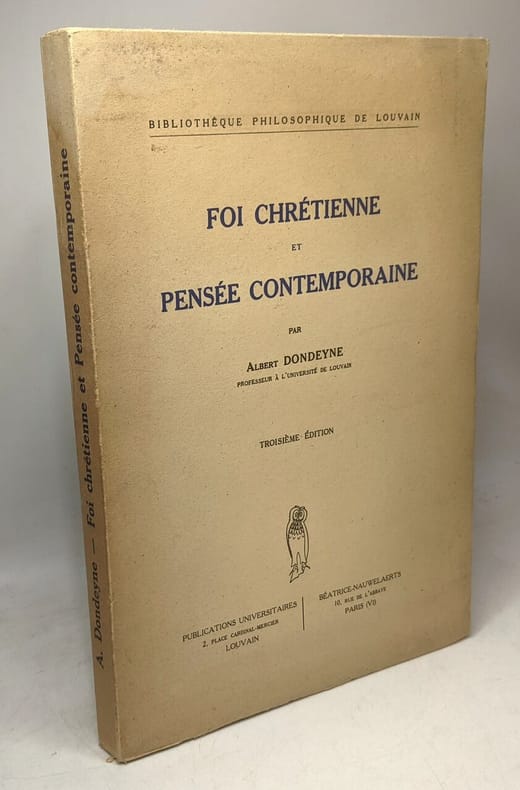 BIBLIOTHÈQUE PHILOSOPHIQUE DE LOUVAIN
FOI CHRÉTIENNE
ET
PENSÉE CONTEMPORAINE
PAR
ALBERT DONDEYNE
PROFESSEUR À L'UNIVERSITÉ DE LOUVAIN
TROISIÈME ÉDITION
PUBLICATIONS UNIVERSITAIRES
2, PLACE CARDINAL-MERCIER
LOUVAIN
BÉATRICE-NAUWELAERTS
10, RUE DE L'ABBAYE
PARIS (VI)
A. Dondeyne — Foi chrétienne et Pensée contemporaine